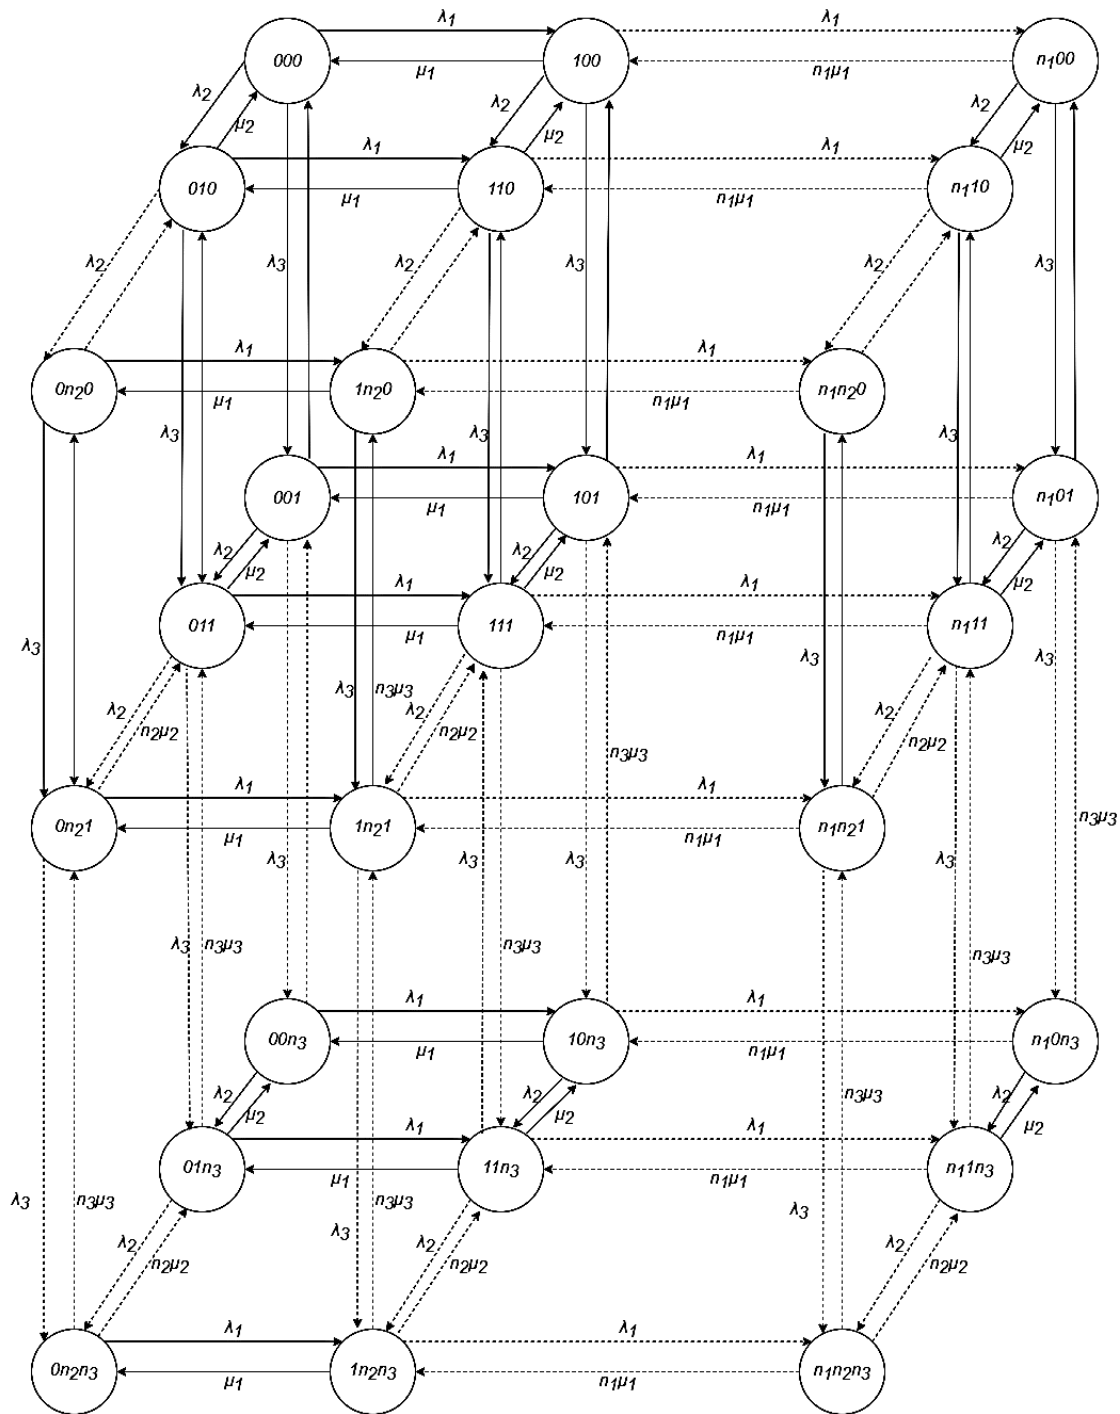 λ1 λ1
000 100 n100
μ1 n1μ1
λ2 λ2 λ2
μ2 μ2 μ2
λ1 λ1
010 110 n110
μ1 n1μ1
λ2 λ3 λ2 λ3 λ2 λ3
λ1 λ1
0n20 1n20 n1n20
μ1 n1μ1
λ3 λ3 λ3
λ1 λ1
001 101 n101
μ1 n1μ1
λ2 λ2 λ2
μ2 μ2 μ2
λ1 λ1
011 111 n111
μ1 n1μ1
λ3 λ3 n3μ3 λ3 λ3
λ2 λ2 λ2
n2μ2 n2μ2 n2μ2
n3μ3
λ1 λ1
0n21 1n21 n1n21
n3μ3
μ1 n1μ1
λ3 λ3 λ3 λ3
λ3 n3μ3 n3μ3 n3μ3
λ1 λ1
00n3 10n3 n10n3
μ1 n1μ1
λ2 λ2 n3μ3 λ2
μ2 μ2 μ2
λ1 λ1
01n3 11n3 n11n3
μ1 n1μ1
λ3 n3μ3 n3μ3 λ3
λ2 λ3 λ2 λ2
n2μ2 n2μ2 n2μ2
λ1 λ1
0n2n3 1n2n3 n1n2n3
μ1 n1μ1